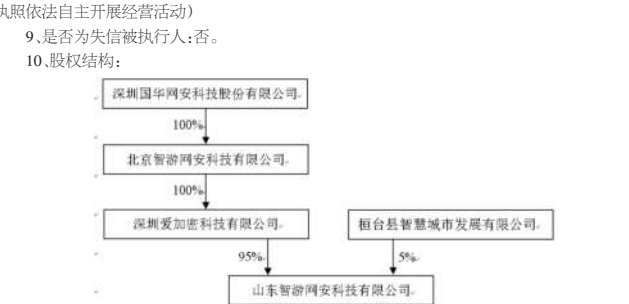 执照依法自主开展经营活动）
9、是否为失信被执行人：否。
10、股权结构：
深圳国华网安科技股份有限公司
100%
北京智游网安科技有限公司
100%
深圳爱加密科技有限公司
桓台县智慧城市发展有限公司
95%
5%
山东智游网安科技有限公司